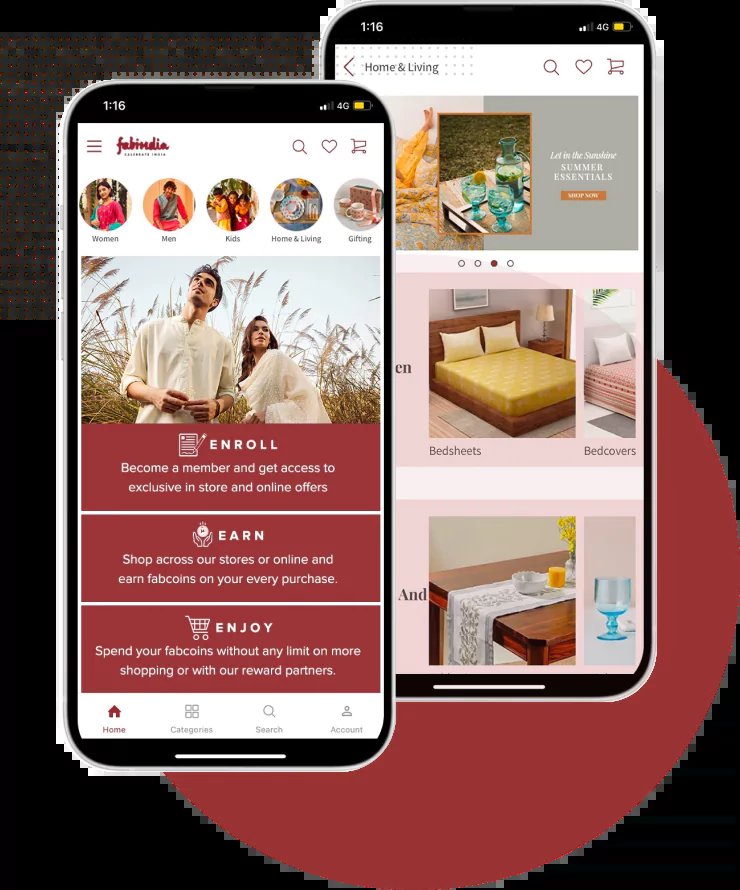 1:16
4G
fabindia
CELEBRATE INDIA
Women
Men
Kids
Home & Living
Gifting
ENROLL
Become a member and get access to
exclusive in store and online offers
EARN
Shop across our stores or online and
earn fabcoins on your every purchase.
ENJOY
Spend your fabcoins without any limit on more
shopping or with our reward partners.
Home
Categories
Search
Account
1:16
4G
Home & Living
Let in the Sunshine
SUMMER
ESSENTIALS
SHOP NOW
en
Bedsheets
Bedcovers
And